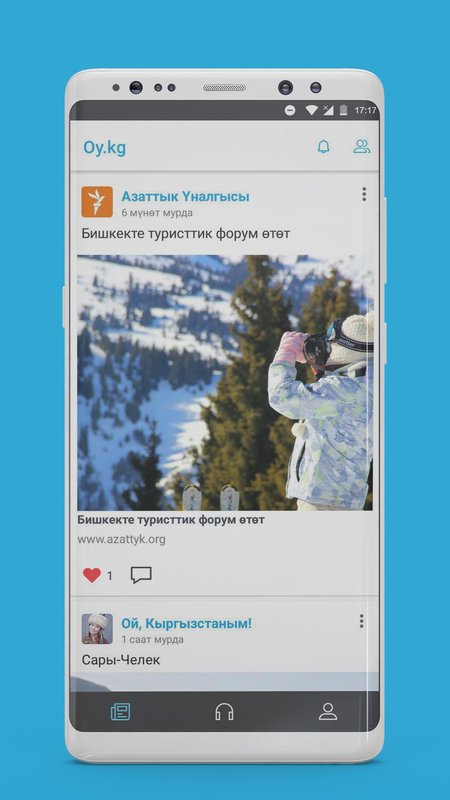 17:17
Oy.kg
Азаттык Үналгысы
6 мүнөт мурда
Бишкекте туристтик форум өтөт
Бишкекте туристтик форум өтөт
www.azattyk.org
1
Ой, Кыргызстаным!
1 саат мурда
Сары-Челек